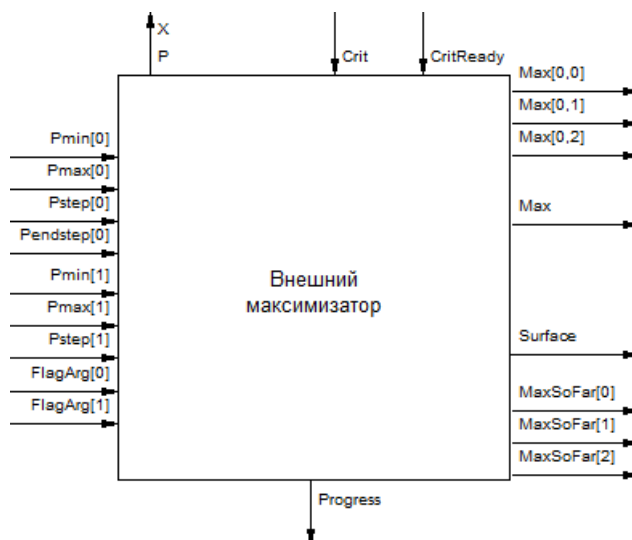 X
P
Crit
CritReady
Pmin[0]
Pmax[0]
Pstep[0]
Pendstep[0]
Pmin[1]
Pmax[1]
Pstep[1]
FlagArg[0]
FlagArg[1]
Внешний
максимизатор
Max[0,0]
Max[0,1]
Max[0,2]
Max
Surface
MaxSoFar[0]
MaxSoFar[1]
MaxSoFar[2]
Progress